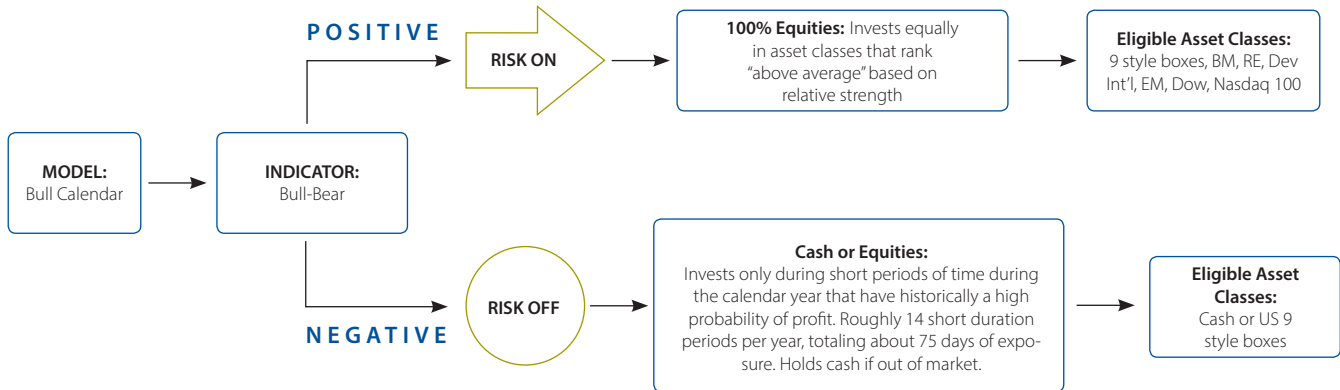 MODEL:
Bull Calendar
INDICATOR:
Bull-Bear
POSITIVE
RISK ON
100% Equities: Invests equally
in asset classes that rank
“above average” based on
relative strength
Eligible Asset Classes:
9 style boxes, BM, RE, Dev
Int’l, EM, Dow, Nasdaq 100
NEGATIVE
RISK OFF
Cash or Equities:
Invests only during short periods of time during
the calendar year that have historically a high
probability of profit. Roughly 14 short duration
periods per year, totaling about 75 days of expo-
sure. Holds cash if out of market.
Eligible Asset
Classes:
Cash or US 9
style boxes